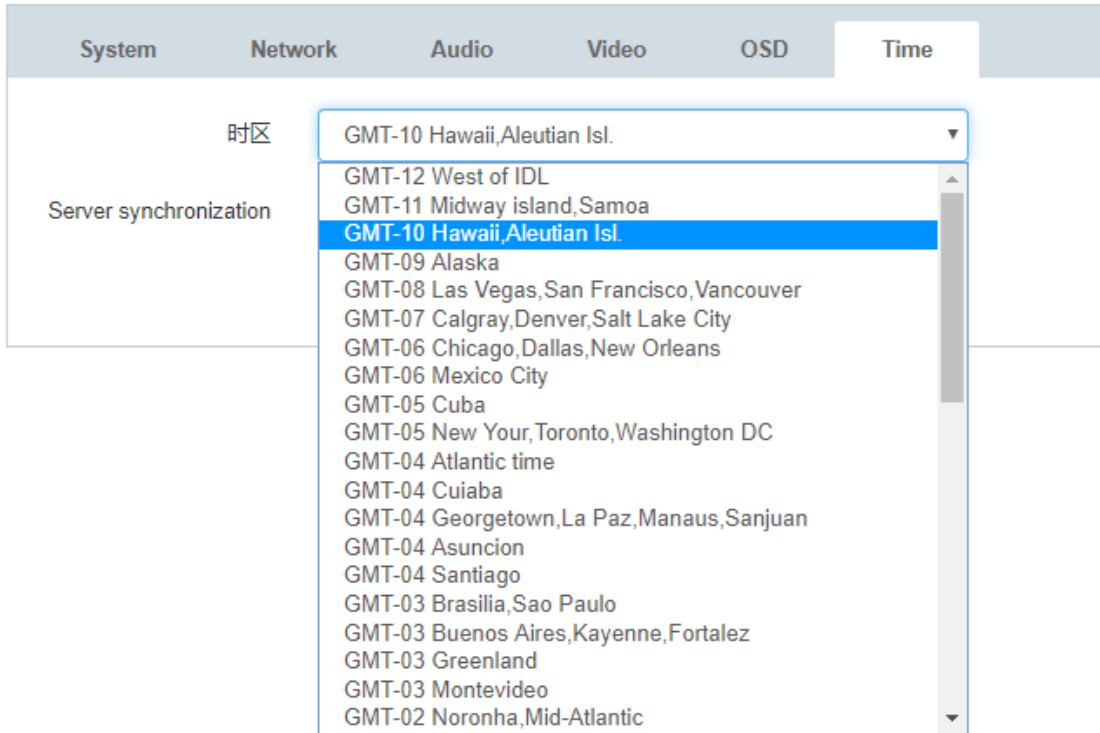 System Network Audio Video OSD Time
时区 GMT-10 Hawaii,Aleutian Isl.
GMT-12 West of IDL
Server synchronization GMT-11 Midway island,Samoa
GMT-10 Hawaii,Aleutian Isl.
GMT-09 Alaska
GMT-08 Las Vegas,San Francisco,Vancouver
GMT-07 Calgray,Denver,Salt Lake City
GMT-06 Chicago,Dallas,New Orleans
GMT-06 Mexico City
GMT-05 Cuba
GMT-05 New Your,Toronto,Washington DC
GMT-04 Atlantic time
GMT-04 Cuiaba
GMT-04 Georgetown,La Paz,Manaus,Sanjuan
GMT-04 Asuncion
GMT-04 Santiago
GMT-03 Brasilia,Sao Paulo
GMT-03 Buenos Aires,Kayenne,Fortalez
GMT-03 Greenland
GMT-03 Montevideo
GMT-02 Noronha,Mid-Atlantic